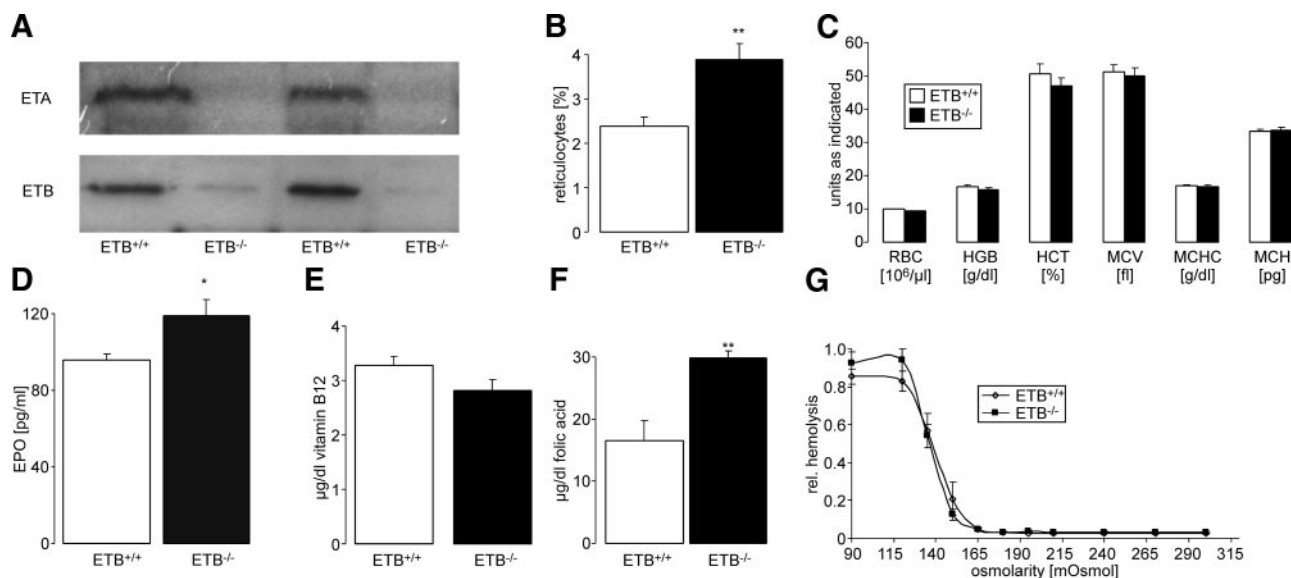 A
ETA
ETB
ETB+/+ ETB-/- ETB+/+ ETB-/-
B
**
reticulocytes [%]
4
3
2
1
0
ETB+/+ ETB-/-
C
units as indicated
60
50
40
30
20
10
0
ETB+/+
ETB-/-
RBC HGB HCT MCV MCHC MCH
[10⁶/µl] [g/dl] [%] [fl] [g/dl] [pg]
D
*
EPO [pg/ml]
120
80
40
0
ETB+/+ ETB-/-
E
µg/dl vitamin B12
4
3
2
1
0
ETB+/+ ETB-/-
F
**
µg/dl folic acid
30
20
10
0
ETB+/+ ETB-/-
G
rel. hemolysis
1.0
0.8
0.6
0.4
0.2
0
ETB+/+
ETB-/-
90 115 140 165 195 215 240 265 290 315
osmolarity [mOsmol]